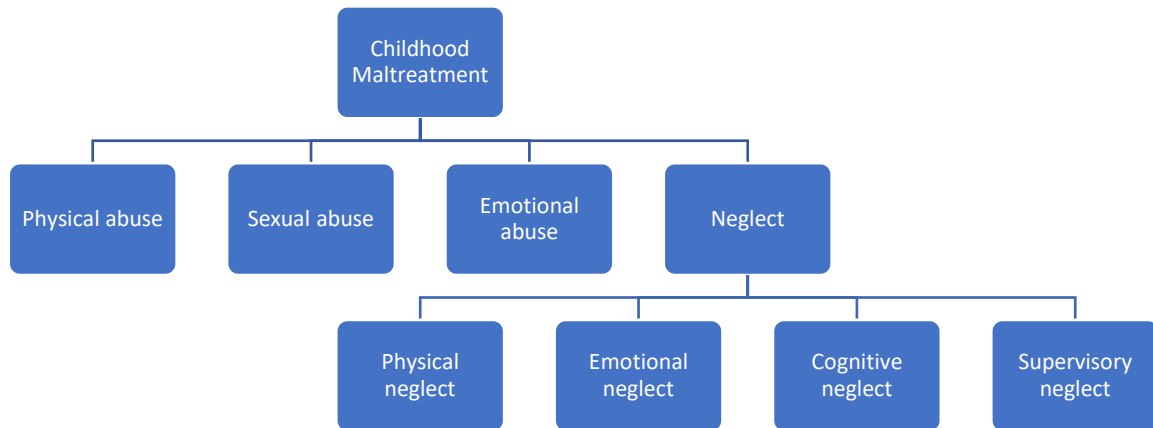 Childhood
Maltreatment
Physical abuse
Sexual abuse
Emotional
abuse
Neglect
Physical
neglect
Emotional
neglect
Cognitive
neglect
Supervisory
neglect